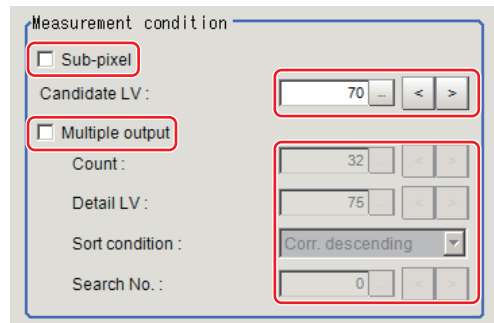 Measurement condition
Sub-pixel
Candidate LV : 70 ... < >
Multiple output
Count : 32 ... < >
Detail LV : 75 ... < >
Sort condition : Corr. descending
Search No. : 0 ... < >